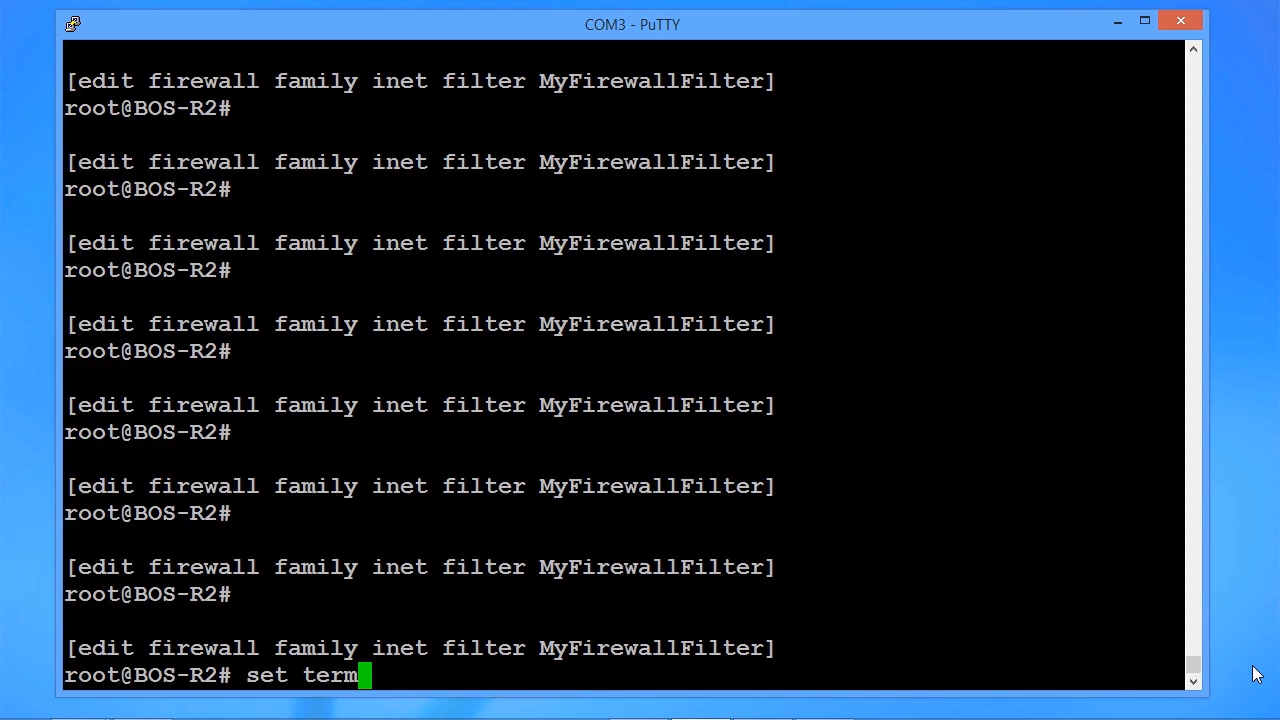 COM3 - PuTTY
[edit firewall family inet filter MyFirewallFilter]
root@BOS-R2#
[edit firewall family inet filter MyFirewallFilter]
root@BOS-R2#
[edit firewall family inet filter MyFirewallFilter]
root@BOS-R2#
[edit firewall family inet filter MyFirewallFilter]
root@BOS-R2#
[edit firewall family inet filter MyFirewallFilter]
root@BOS-R2#
[edit firewall family inet filter MyFirewallFilter]
root@BOS-R2#
[edit firewall family inet filter MyFirewallFilter]
root@BOS-R2#
[edit firewall family inet filter MyFirewallFilter]
root@BOS-R2# set term